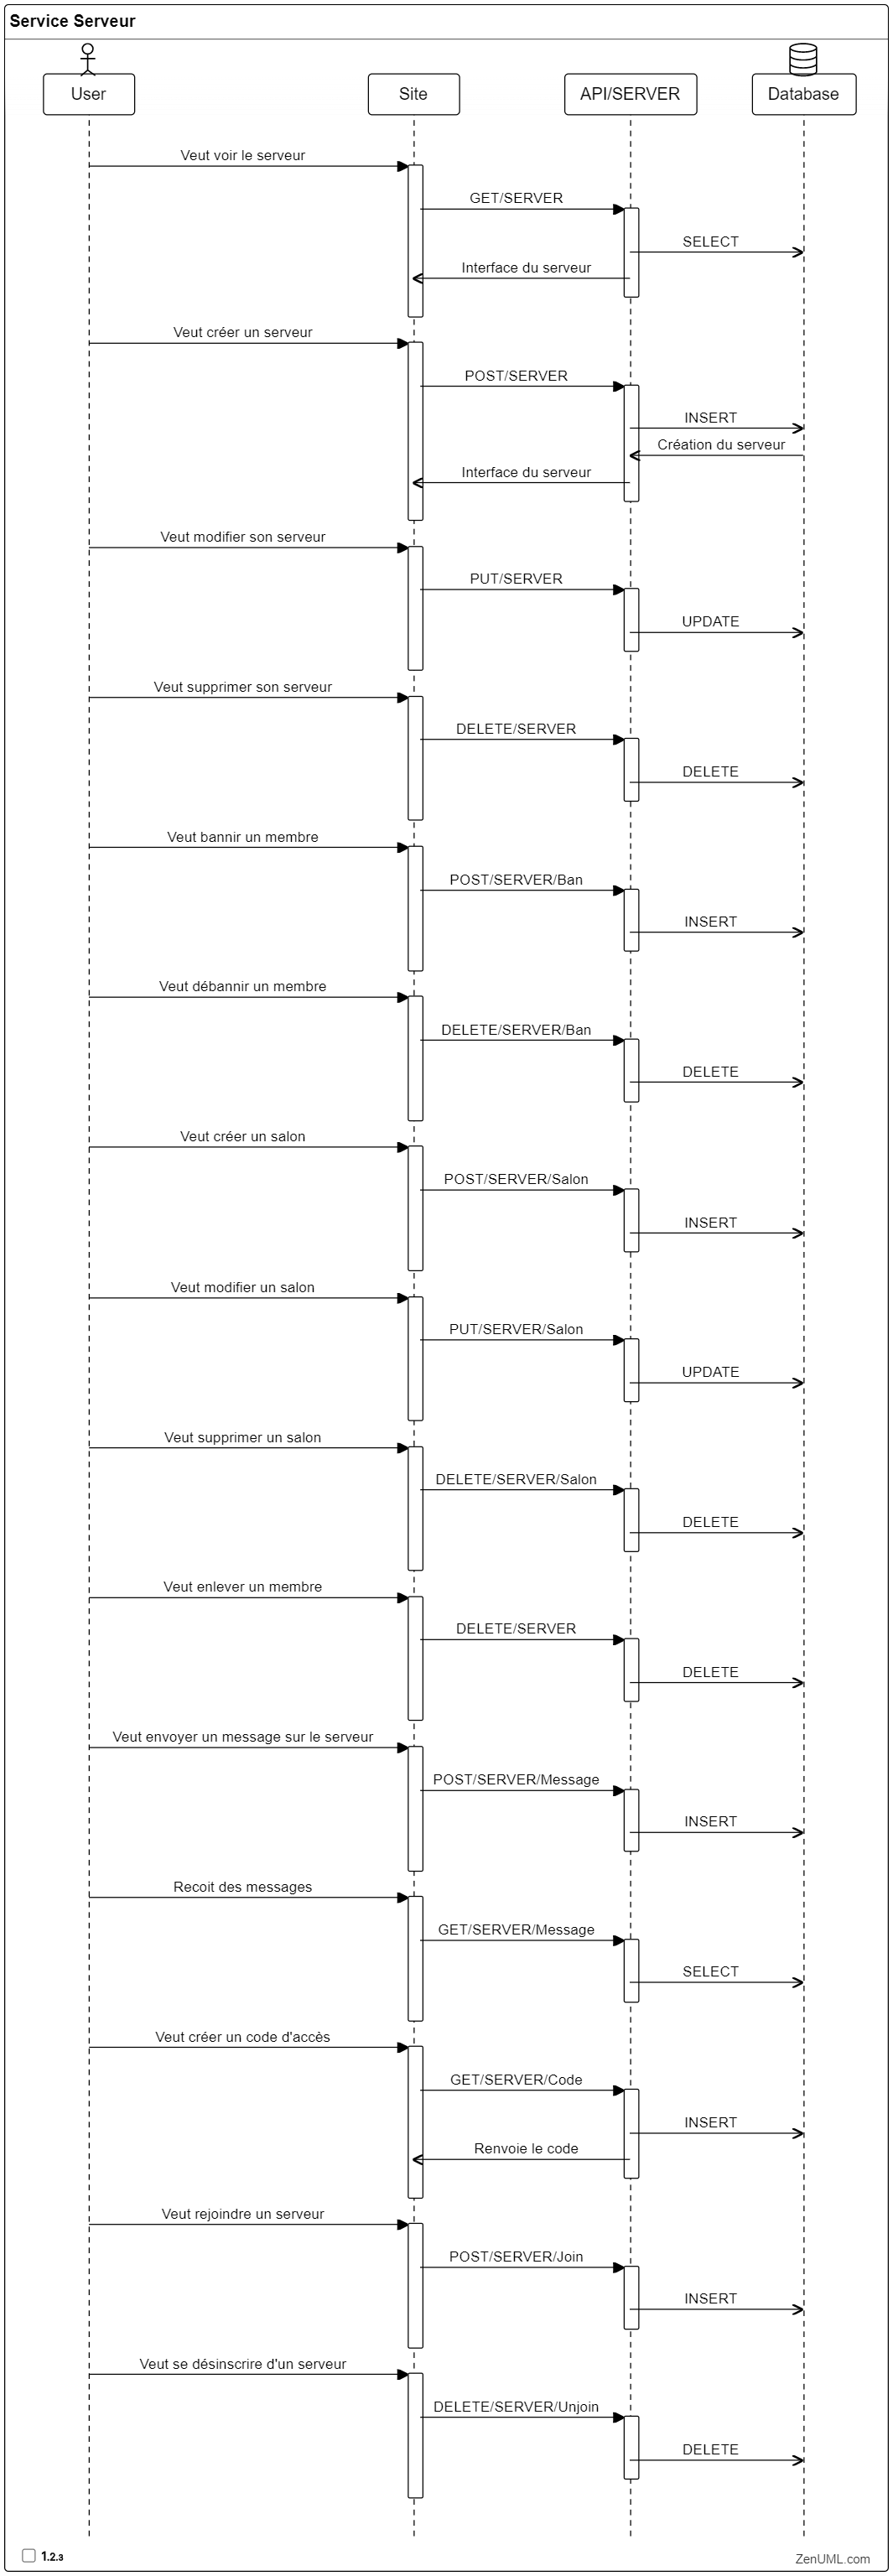 Service Serveur
User
Site
API/SERVER
Database
Veut voir le serveur
GET/SERVER
SELECT
Interface du serveur
Veut créer un serveur
POST/SERVER
INSERT
Création du serveur
Interface du serveur
Veut modifier son serveur
PUT/SERVER
UPDATE
Veut supprimer son serveur
DELETE/SERVER
DELETE
Veut bannir un membre
POST/SERVER/Ban
INSERT
Veut débannir un membre
DELETE/SERVER/Ban
DELETE
Veut créer un salon
POST/SERVER/Salon
INSERT
Veut modifier un salon
PUT/SERVER/Salon
UPDATE
Veut supprimer un salon
DELETE/SERVER/Salon
DELETE
Veut enlever un membre
DELETE/SERVER
DELETE
Veut envoyer un message sur le serveur
POST/SERVER/Message
INSERT
Recoit des messages
GET/SERVER/Message
SELECT
Veut créer un code d'accès
GET/SERVER/Code
INSERT
Renvoie le code
Veut rejoindre un serveur
POST/SERVER/Join
INSERT
Veut se désinscrire d'un serveur
DELETE/SERVER/Unjoin
DELETE
1.2.3
ZenUML.com